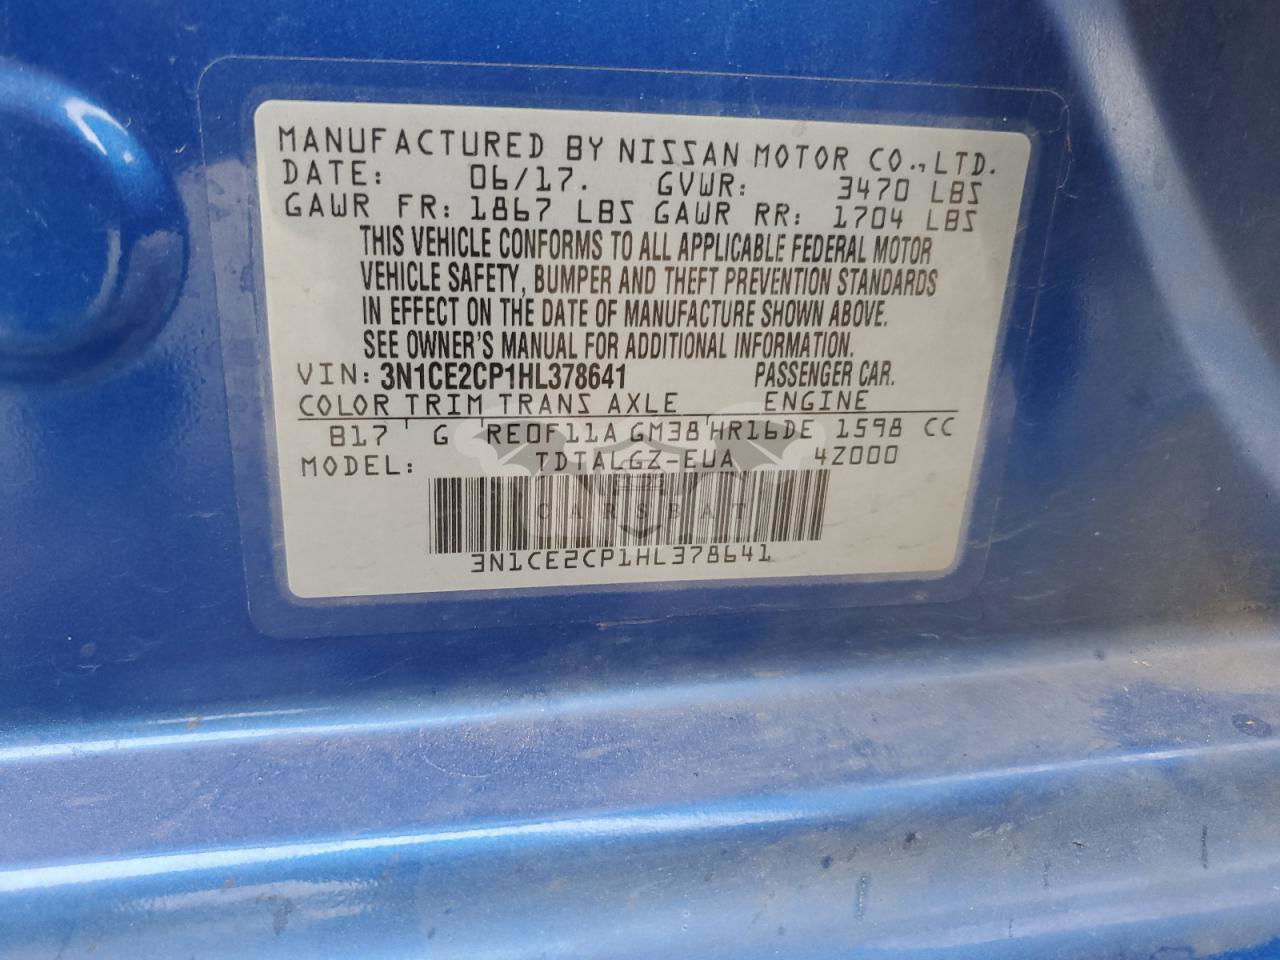 MANUFACTURED BY NISSAN MOTOR CO., LTD.
DATE: 06/17. GVWR: 3470 LBS
GAWR FR: 1867 LBS GAWR RR: 1704 LBS
THIS VEHICLE CONFORMS TO ALL APPLICABLE FEDERAL MOTOR
VEHICLE SAFETY, BUMPER AND THEFT PREVENTION STANDARDS
IN EFFECT ON THE DATE OF MANUFACTURE SHOWN ABOVE.
SEE OWNER'S MANUAL FOR ADDITIONAL INFORMATION.
VIN: 3N1CE2CP1HL378641 PASSENGER CAR.
COLOR TRIM TRANS AXLE ENGINE
B17 G RE0F11A GM38 HR16DE 1598 CC
MODEL: TDTALGZ-EUA 4Z000
CARSBAT
3N1CE2CP1HL378641